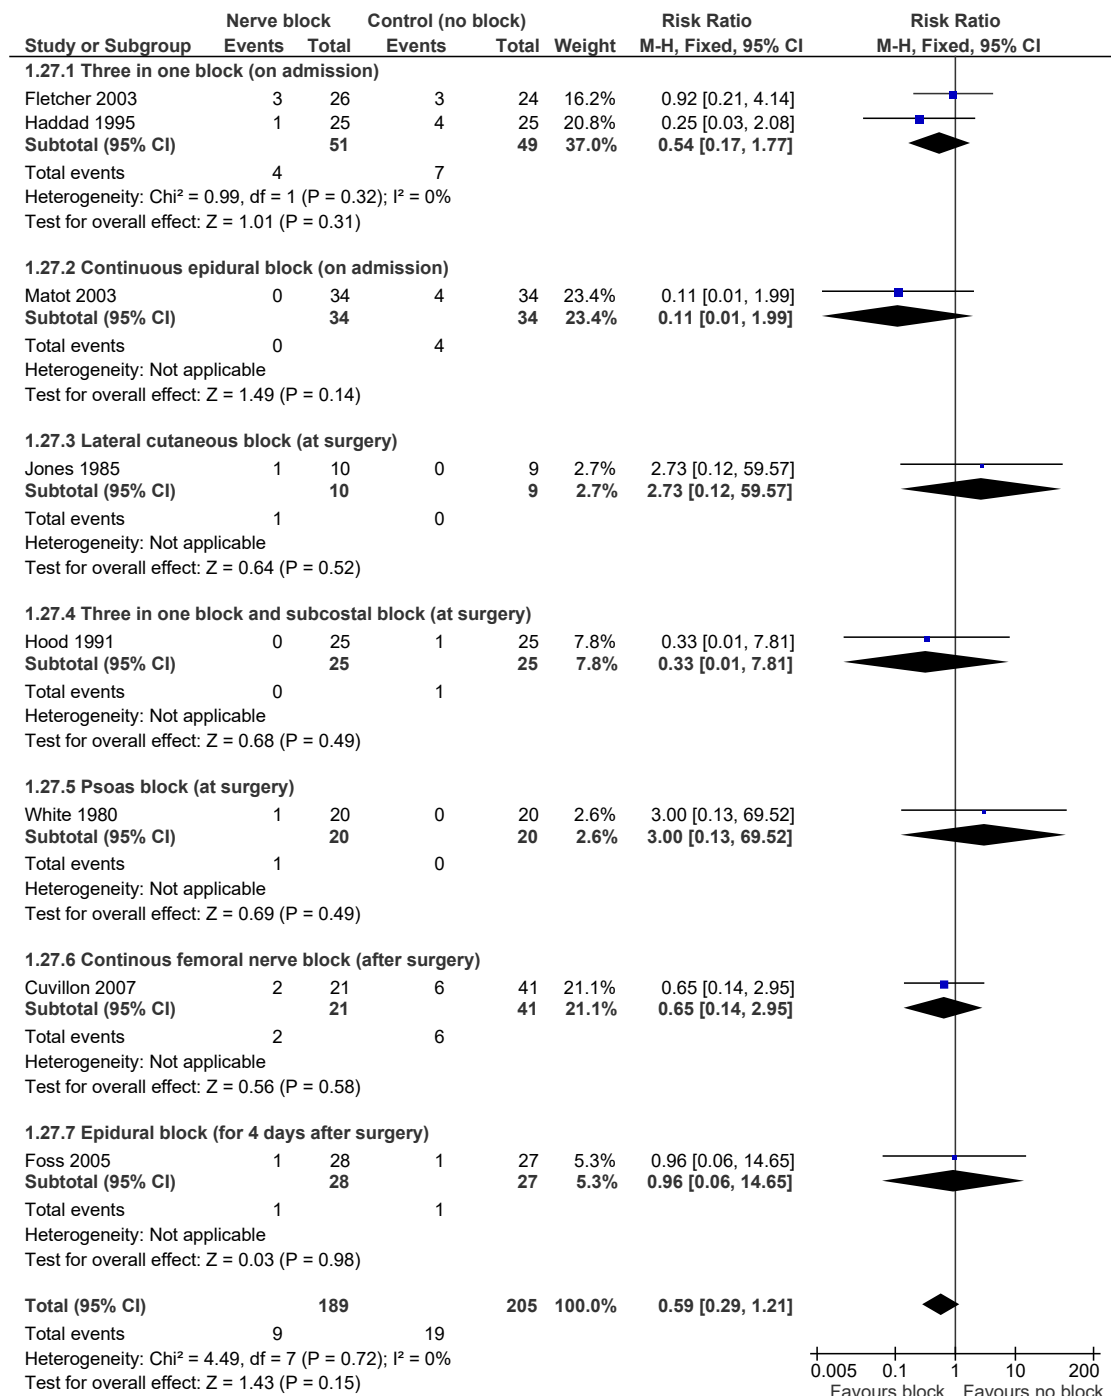 Nerve block Control (no block) Risk Ratio Risk Ratio
Study or Subgroup Events Total Events Total Weight M-H, Fixed, 95% CI M-H, Fixed, 95% CI
1.27.1 Three in one block (on admission)
Fletcher 2003 3 26 3 24 16.2% 0.92 [0.21, 4.14]
Haddad 1995 1 25 4 25 20.8% 0.25 [0.03, 2.08]
Subtotal (95% CI) 51 49 37.0% 0.54 [0.17, 1.77]
Total events 4 7
Heterogeneity: Chi² = 0.99, df = 1 (P = 0.32); I² = 0%
Test for overall effect: Z = 1.01 (P = 0.31)
1.27.2 Continuous epidural block (on admission)
Matot 2003 0 34 4 34 23.4% 0.11 [0.01, 1.99]
Subtotal (95% CI) 34 34 23.4% 0.11 [0.01, 1.99]
Total events 0 4
Heterogeneity: Not applicable
Test for overall effect: Z = 1.49 (P = 0.14)
1.27.3 Lateral cutaneous block (at surgery)
Jones 1985 1 10 0 9 2.7% 2.73 [0.12, 59.57]
Subtotal (95% CI) 10 9 2.7% 2.73 [0.12, 59.57]
Total events 1 0
Heterogeneity: Not applicable
Test for overall effect: Z = 0.64 (P = 0.52)
1.27.4 Three in one block and subcostal block (at surgery)
Hood 1991 0 25 1 25 7.8% 0.33 [0.01, 7.81]
Subtotal (95% CI) 25 25 7.8% 0.33 [0.01, 7.81]
Total events 0 1
Heterogeneity: Not applicable
Test for overall effect: Z = 0.68 (P = 0.49)
1.27.5 Psoas block (at surgery)
White 1980 1 20 0 20 2.6% 3.00 [0.13, 69.52]
Subtotal (95% CI) 20 20 2.6% 3.00 [0.13, 69.52]
Total events 1 0
Heterogeneity: Not applicable
Test for overall effect: Z = 0.69 (P = 0.49)
1.27.6 Continous femoral nerve block (after surgery)
Cuvillon 2007 2 21 6 41 21.1% 0.65 [0.14, 2.95]
Subtotal (95% CI) 21 41 21.1% 0.65 [0.14, 2.95]
Total events 2 6
Heterogeneity: Not applicable
Test for overall effect: Z = 0.56 (P = 0.58)
1.27.7 Epidural block (for 4 days after surgery)
Foss 2005 1 28 1 27 5.3% 0.96 [0.06, 14.65]
Subtotal (95% CI) 28 27 5.3% 0.96 [0.06, 14.65]
Total events 1 1
Heterogeneity: Not applicable
Test for overall effect: Z = 0.03 (P = 0.98)
Total (95% CI) 189 205 100.0% 0.59 [0.29, 1.21]
Total events 9 19
Heterogeneity: Chi² = 4.49, df = 7 (P = 0.72); I² = 0%
Test for overall effect: Z = 1.43 (P = 0.15)
0.005 0.1 1 10 200
Favours block Favours no block